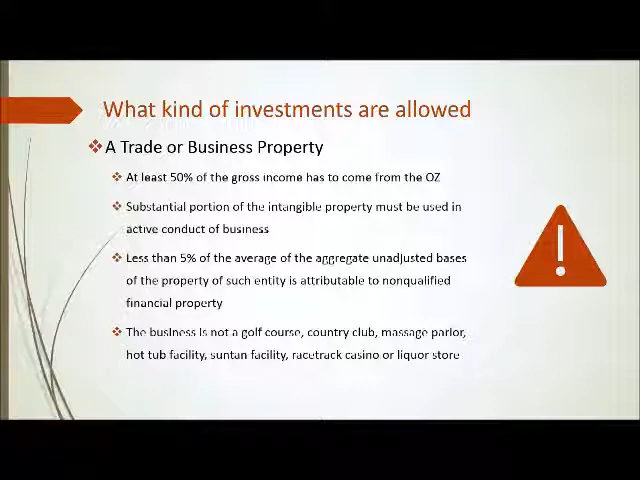 What kind of investments are allowed
A Trade or Business Property
At least 50% of the gross income has to come from the OZ
Substantial portion of the intangible property must be used in
active conduct of business
Less than 5% of the average of the aggregate unadjusted bases
of the property of such entity is attributable to nonqualified
financial property
The business is not a golf course, country club, massage parlor,
hot tub facility, suntan facility, racetrack casino or liquor store